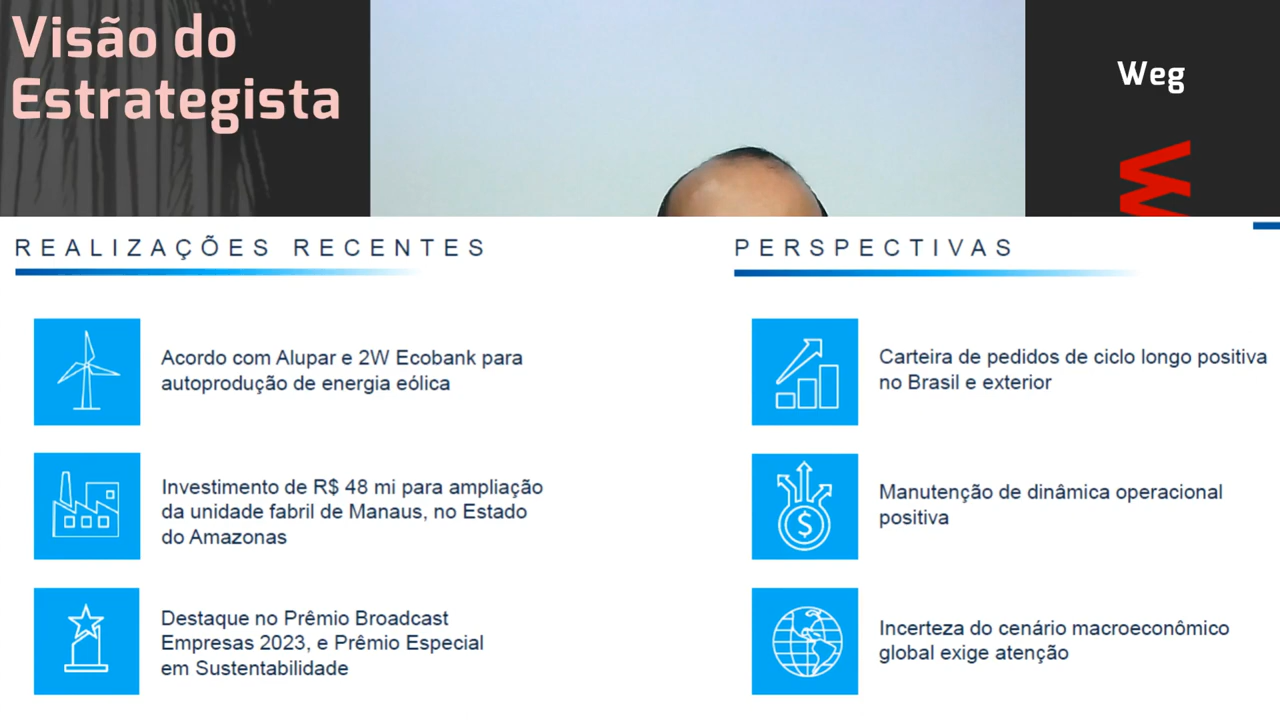 Visão do
Estrategista
Weg
REALIZAÇÕES RECENTES
Acordo com Alupar e 2W Ecobank para
autoprodução de energia eólica
Investimento de R$ 48 mi para ampliação
da unidade fabril de Manaus, no Estado
do Amazonas
Destaque no Prêmio Broadcast
Empresas 2023, e Prêmio Especial
em Sustentabilidade
PERSPECTIVAS
Carteira de pedidos de ciclo longo positiva
no Brasil e exterior
$
Manutenção de dinâmica operacional
positiva
Incerteza do cenário macroeconômico
global exige atenção